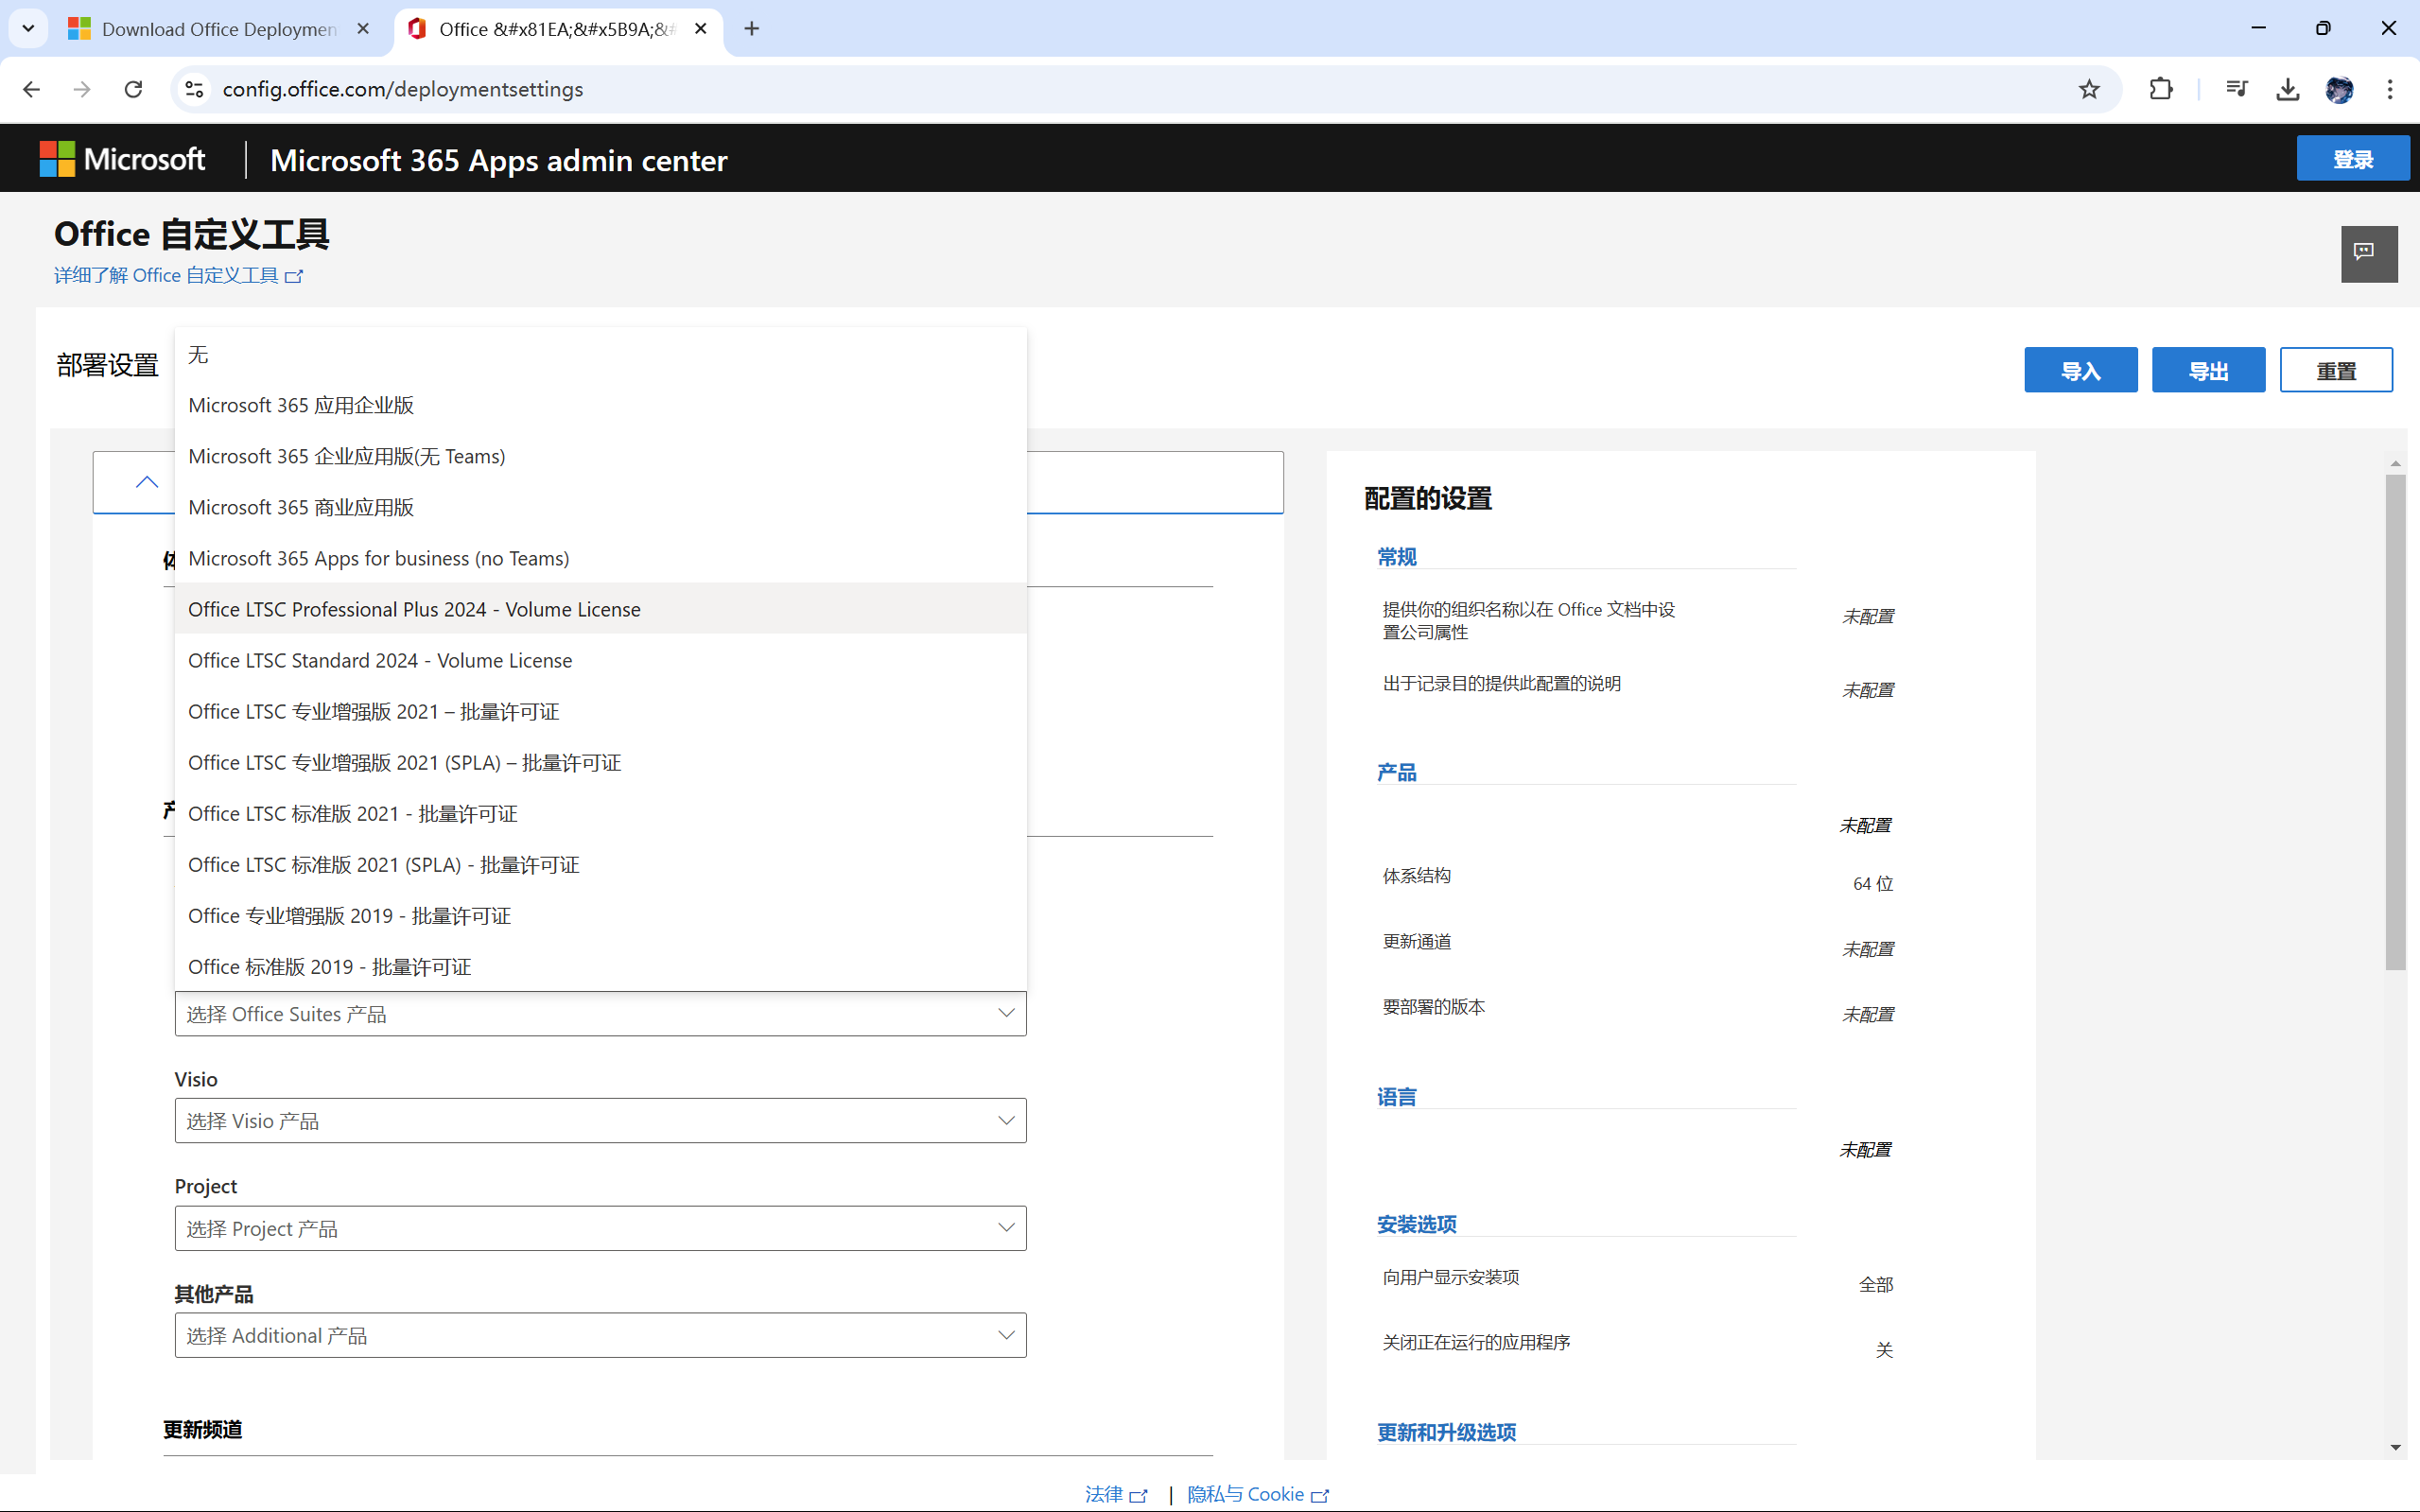 Download Office Deploymen
Office &#x81EA;&#x5B9A;&#
config.office.com/deploymentsettings
Microsoft
Microsoft 365 Apps admin center
登录
Office 自定义工具
详细了解 Office 自定义工具
部署设置
导入
导出
重置
无
Microsoft 365 应用企业版
Microsoft 365 企业应用版(无 Teams)
Microsoft 365 商业应用版
Microsoft 365 Apps for business (no Teams)
Office LTSC Professional Plus 2024 - Volume License
Office LTSC Standard 2024 - Volume License
Office LTSC 专业增强版 2021 – 批量许可证
Office LTSC 专业增强版 2021 (SPLA) – 批量许可证
Office LTSC 标准版 2021 - 批量许可证
Office LTSC 标准版 2021 (SPLA) - 批量许可证
Office 专业增强版 2019 - 批量许可证
Office 标准版 2019 - 批量许可证
选择 Office Suites 产品
Visio
选择 Visio 产品
Project
选择 Project 产品
其他产品
选择 Additional 产品
更新频道
配置的设置
常规
提供你的组织名称以在 Office 文档中设
置公司属性
未配置
出于记录目的提供此配置的说明
未配置
产品
未配置
体系结构
64 位
更新通道
未配置
要部署的版本
未配置
语言
未配置
安装选项
向用户显示安装项
全部
关闭正在运行的应用程序
关
更新和升级选项
法律
|
隐私与 Cookie